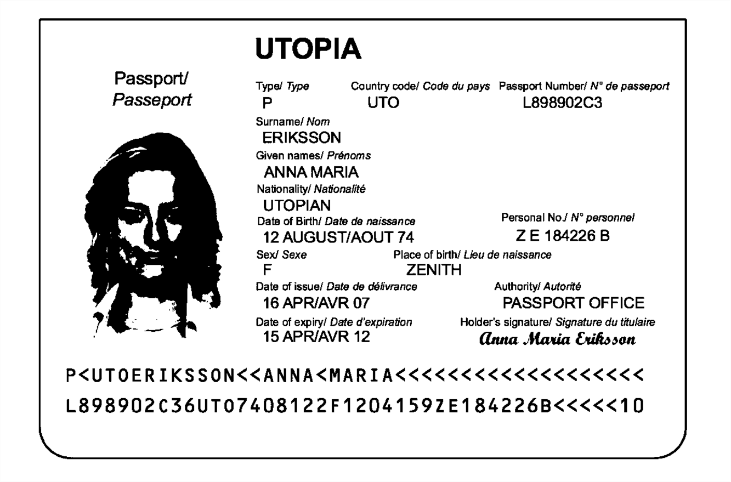 UTOPIA
Passport/
Passeport
Type/ Type Country code/ Code du pays Passport Number/ N° de passeport
P UTO L898902C3
Surname/ Nom
ERIKSSON
Given names/ Prénoms
ANNA MARIA
Nationality/ Nationalité
UTOPIAN
Date of Birth/ Date de naissance Personal No./ N° personnel
12 AUGUST/AOUT 74 Z E 184226 B
Sex/ Sexe Place of birth/ Lieu de naissance
F ZENITH
Date of issue/ Date de délivrance Authority/ Autorité
16 APR/AVR 07 PASSPORT OFFICE
Date of expiry/ Date d'expiration Holder's signature/ Signature du titulaire
15 APR/AVR 12 Anna Maria Eriksson
P<UTOERIKSSON<<ANNA<MARIA<<<<<<<<<<<<<<<<<<<
L898902C36UTO7408122F1204159ZE184226B<<<<<10